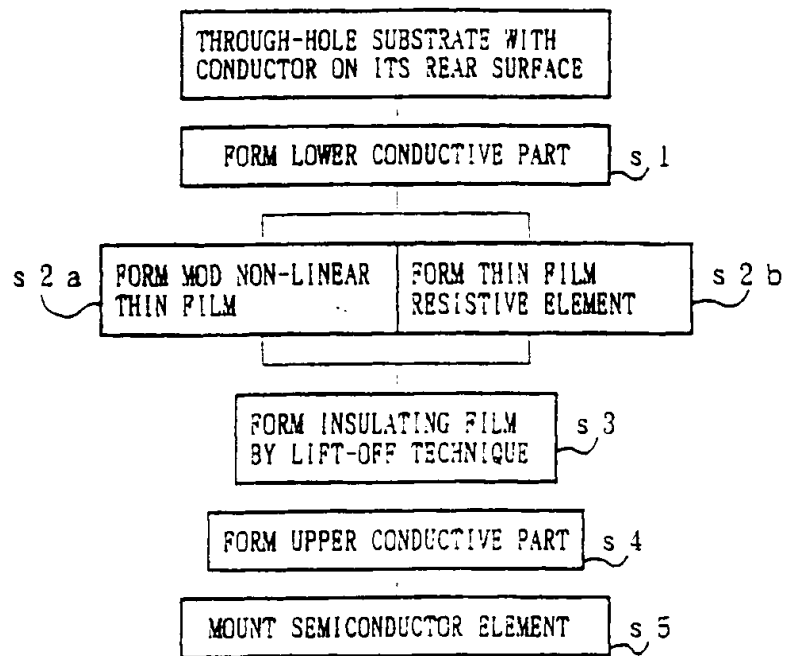 THROUGH-HOLE SUBSTRATE WITH
CONDUCTOR ON ITS REAR SURFACE
FORM LOWER CONDUCTIVE PART
s 1
s 2 a
FORM MOD NON-LINEAR
THIN FILM
FORM THIN FILM
RESISTIVE ELEMENT
s 2 b
FORM INSULATING FILM
BY LIFT-OFF TECHNIQUE
s 3
FORM UPPER CONDUCTIVE PART
s 4
MOUNT SEMICONDUCTOR ELEMENT
s 5